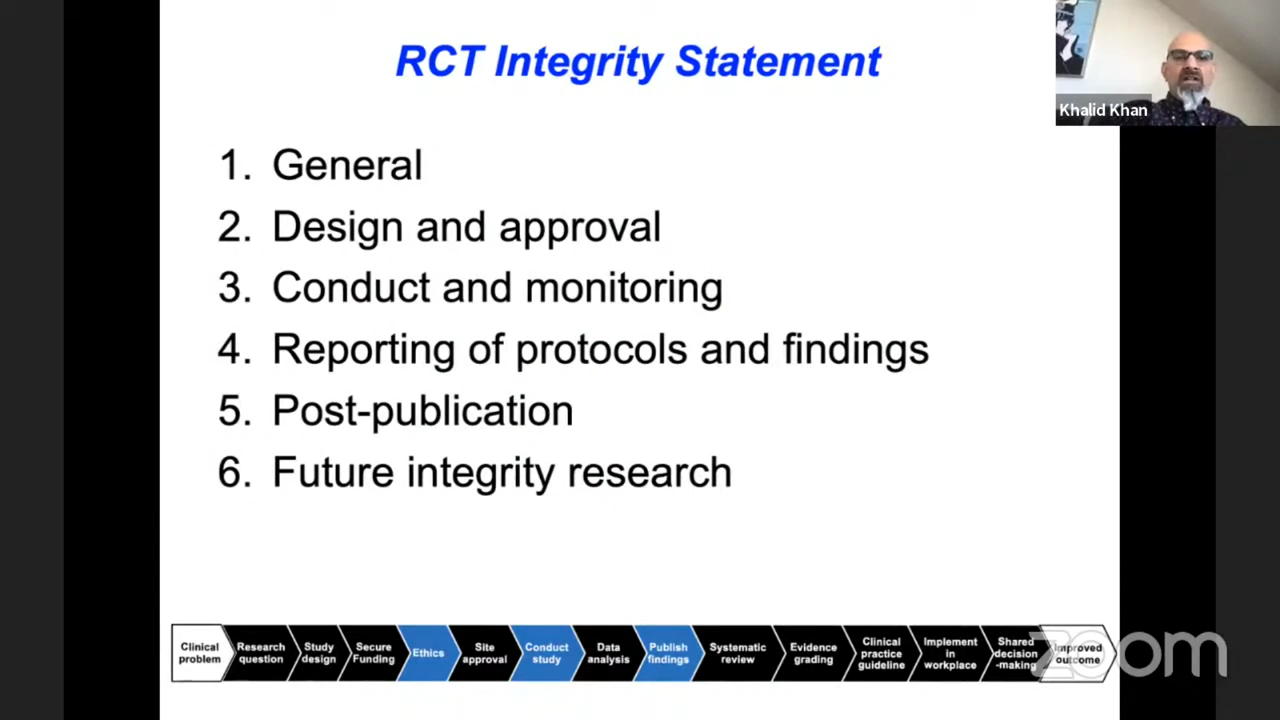 RCT Integrity Statement
Khalid Khan
1. General
2. Design and approval
3. Conduct and monitoring
4. Reporting of protocols and findings
5. Post-publication
6. Future integrity research
Clinical
problem
Research
question
Study
design
Secure
Funding
Ethics
Site
approval
Conduct
study
Data
analysis
Publish
findings
Systematic
review
Evidence
grading
Clinical
practice
guideline
Implement
in
workplace
Shared
decision
-making
Improved
outcome
zoom